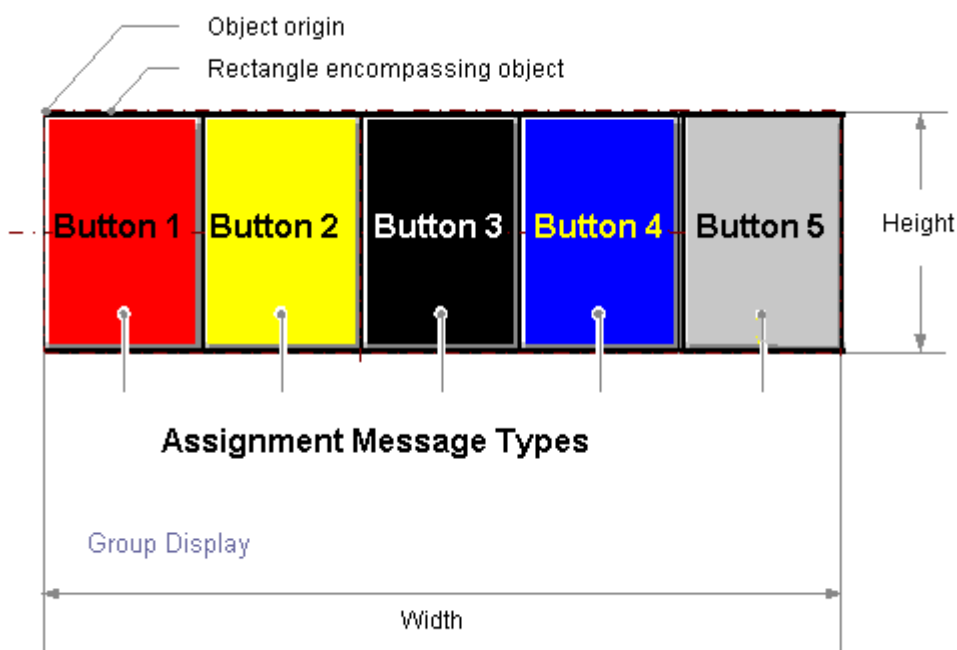 Object origin
Rectangle encompassing object
Button 1 Button 2 Button 3 Button 4 Button 5
Height
Assignment Message Types
Group Display
Width